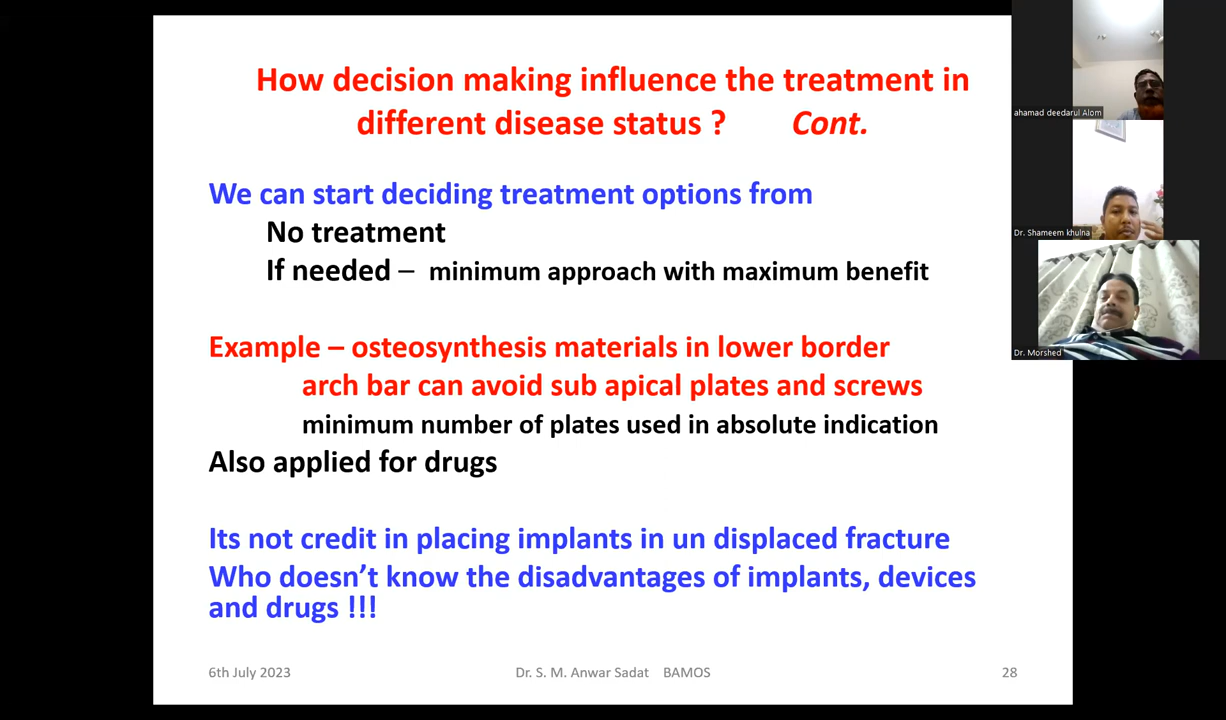 How decision making influence the treatment in
different disease status ? Cont.
We can start deciding treatment options from
No treatment
If needed – minimum approach with maximum benefit
Example – osteosynthesis materials in lower border
arch bar can avoid sub apical plates and screws
minimum number of plates used in absolute indication
Also applied for drugs
Its not credit in placing implants in un displaced fracture
Who doesn’t know the disadvantages of implants, devices
and drugs !!!
6th July 2023 Dr. S. M. Anwar Sadat BAMOS 28
ahamad deedarul Alom
Dr. Shameem khulna
Dr. Morshed